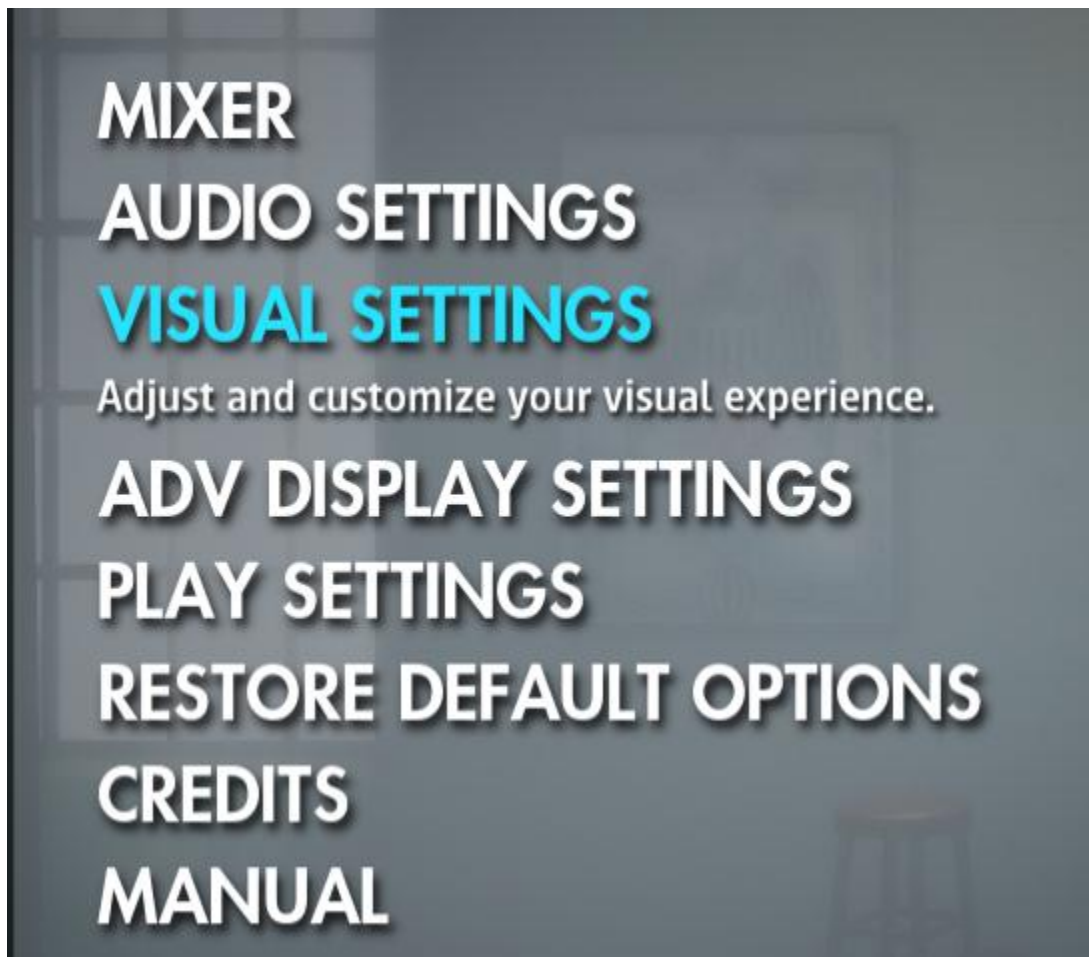 MIXER
AUDIO SETTINGS
VISUAL SETTINGS
Adjust and customize your visual experience.
ADV DISPLAY SETTINGS
PLAY SETTINGS
RESTORE DEFAULT OPTIONS
CREDITS
MANUAL